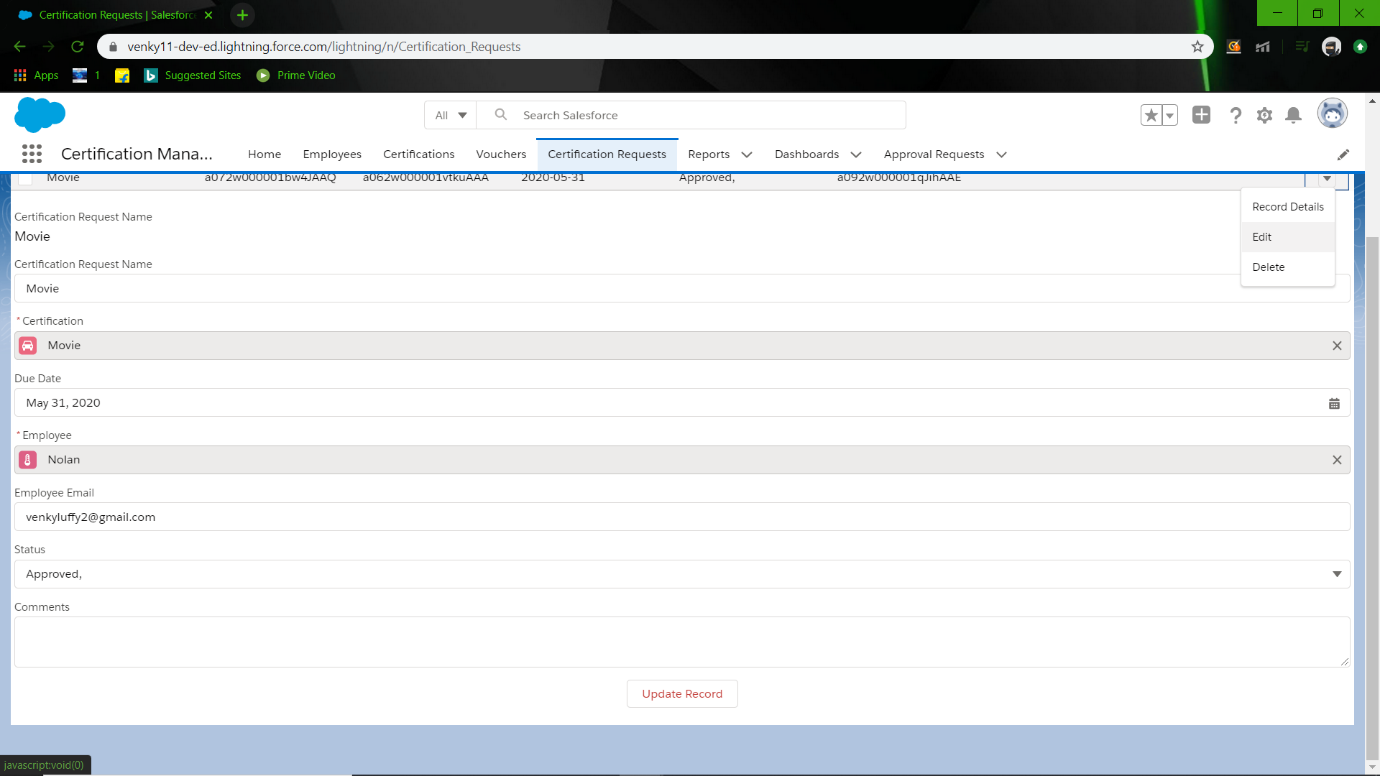 Certification Requests | Salesforc
venky11-dev-ed.lightning.force.com/lightning/n/Certification_Requests
Apps 1 Suggested Sites Prime Video
All Search Salesforce
Certification Mana... Home Employees Certifications Vouchers Certification Requests Reports Dashboards Approval Requests
Movie a072w000001bw4JAAQ a062w000001vtkuAAA 2020-05-31 Approved, a092w000001qJihAAE
Record Details
Edit
Delete
Certification Request Name
Movie
Certification Request Name
Movie
* Certification
Movie
Due Date
May 31, 2020
* Employee
Nolan
Employee Email
venkyluffy2@gmail.com
Status
Approved,
Comments
Update Record
javascript:void(0)